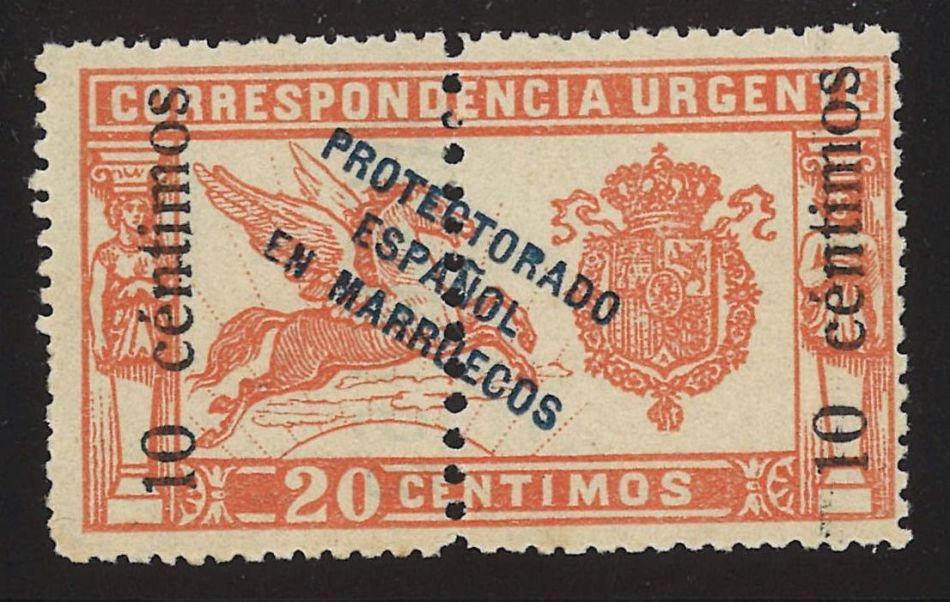 CORRESPONDENCIA URGENTE
PROTECTORADO
ESPAÑOL
EN MARRUECOS
10 céntimos
10 céntimos
20 CENTIMOS